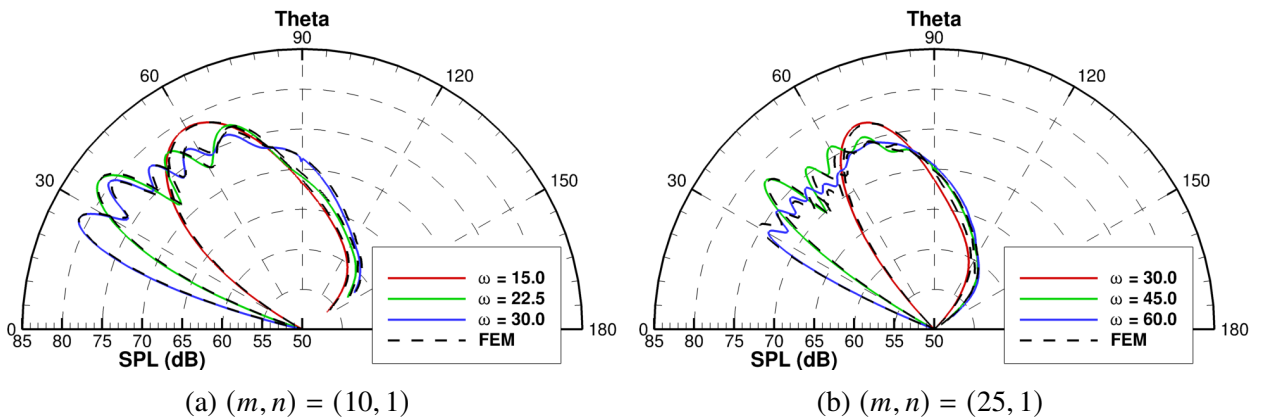 Theta
90
60
120
30
150
ω = 15.0
ω = 22.5
ω = 30.0
FEM
0
180
85 80 75 70 65 60 55 50
SPL (dB)
(a) (m, n) = (10, 1)
Theta
90
60
120
30
150
ω = 30.0
ω = 45.0
ω = 60.0
FEM
0
180
85 80 75 70 65 60 55 50
SPL (dB)
(b) (m, n) = (25, 1)